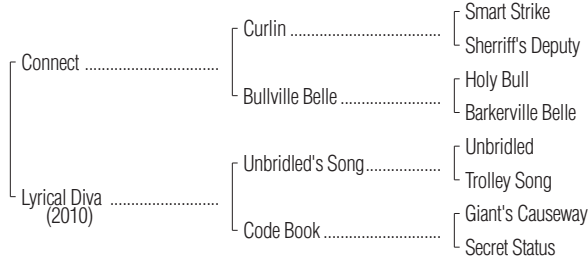 Smart Strike
Curlin
Sherriff's Deputy
Connect
Holy Bull
Bullville Belle
Barkerville Belle
Unbridled
Unbridled's Song
Trolley Song
Lyrical Diva
(2010)
Giant's Causeway
Code Book
Secret Status